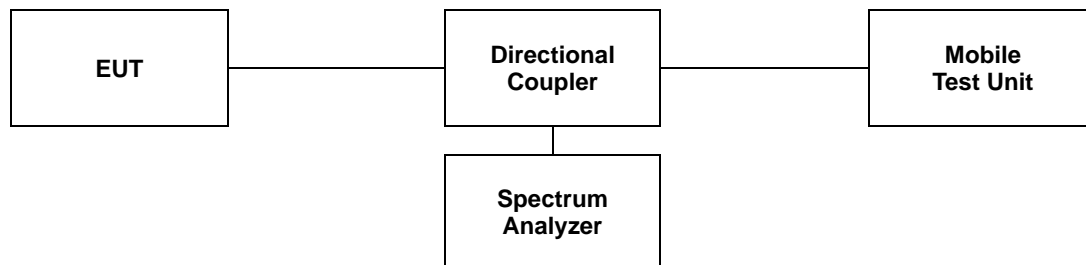 EUT
Directional
Coupler
Mobile
Test Unit
Spectrum
Analyzer